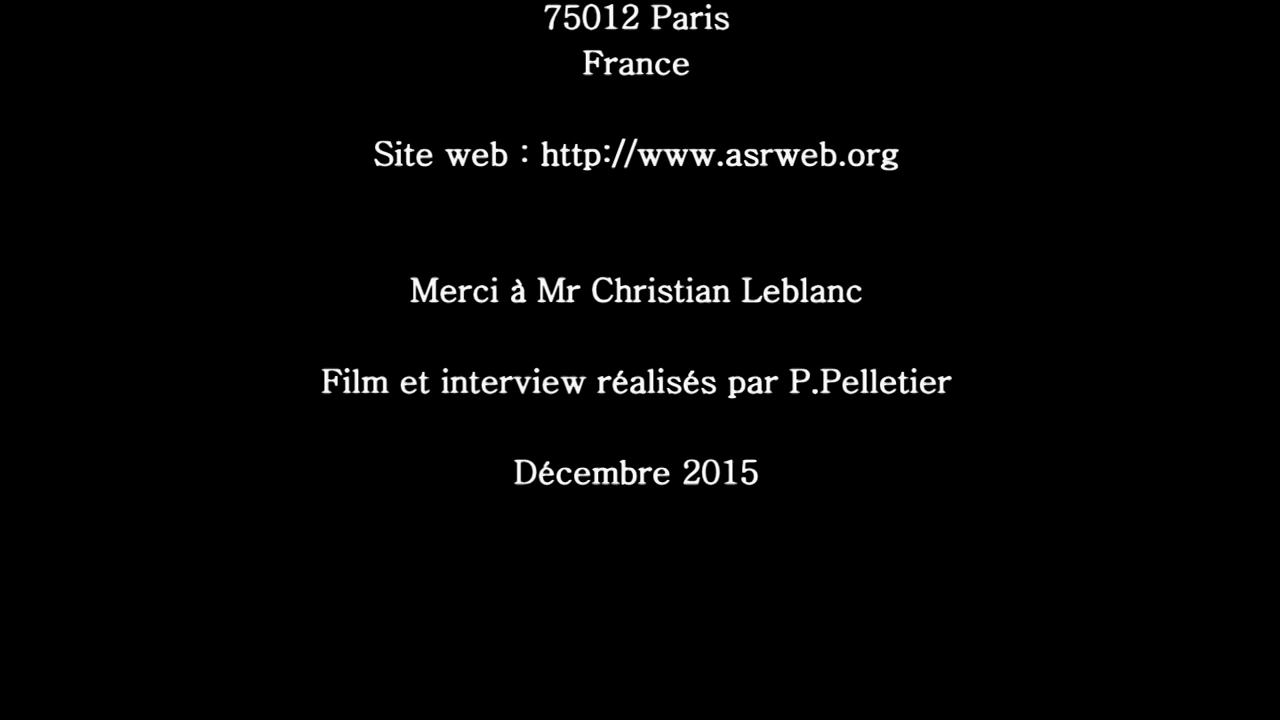 75012 Paris
France
Site web : http://www.asrweb.org
Merci à Mr Christian Leblanc
Film et interview réalisés par P.Pelletier
Décembre 2015